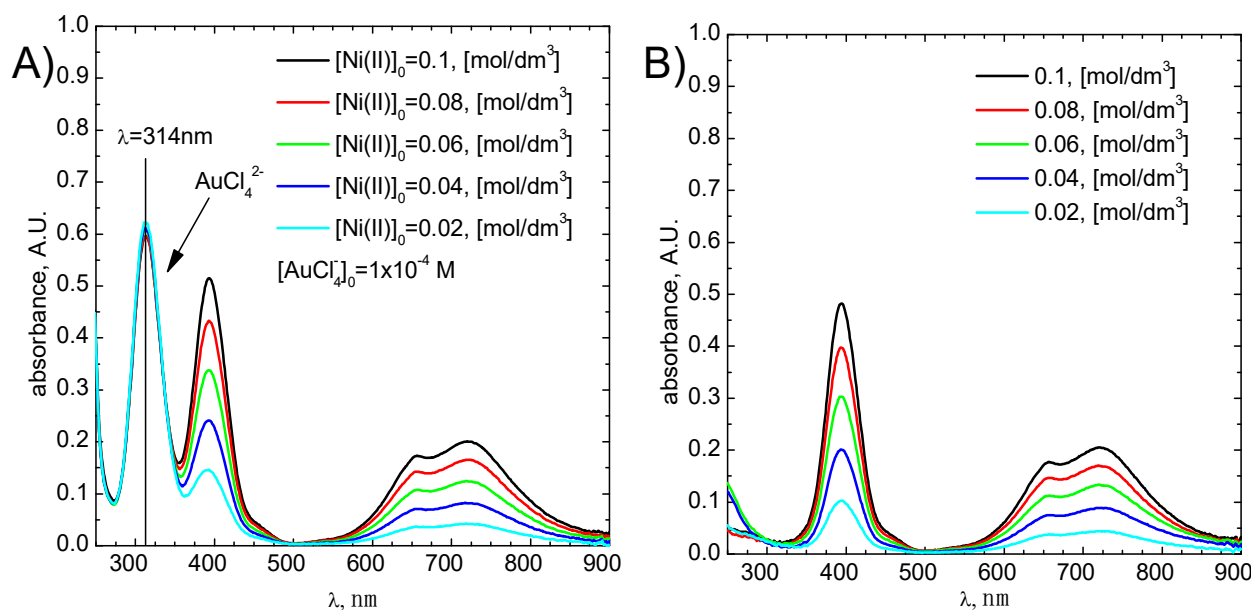 A)
[Ni(II)]₀=0.1, [mol/dm³]
[Ni(II)]₀=0.08, [mol/dm³]
[Ni(II)]₀=0.06, [mol/dm³]
[Ni(II)]₀=0.04, [mol/dm³]
[Ni(II)]₀=0.02, [mol/dm³]
[AuCl₄⁻]₀=1x10⁻⁴ M
λ=314nm
AuCl₄²⁻
absorbance, A.U.
1.0
0.9
0.8
0.7
0.6
0.5
0.4
0.3
0.2
0.1
0.0
300 400 500 600 700 800 900
λ, nm
B)
0.1, [mol/dm³]
0.08, [mol/dm³]
0.06, [mol/dm³]
0.04, [mol/dm³]
0.02, [mol/dm³]
absorbance, A.U.
1.0
0.9
0.8
0.7
0.6
0.5
0.4
0.3
0.2
0.1
0.0
300 400 500 600 700 800 900
λ, nm